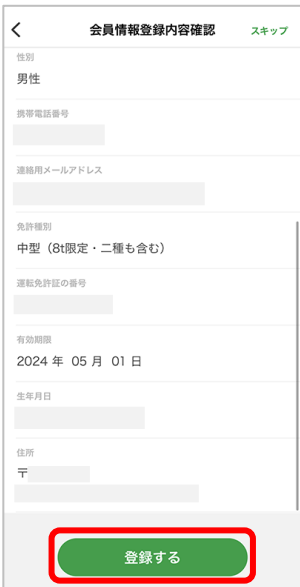 会員情報登録内容確認 スキップ
性別
男性
携帯電話番号
連絡用メールアドレス
免許種別
中型（8t限定・二種も含む）
運転免許証の番号
有効期限
2024 年 05 月 01 日
生年月日
住所
〒
登録する